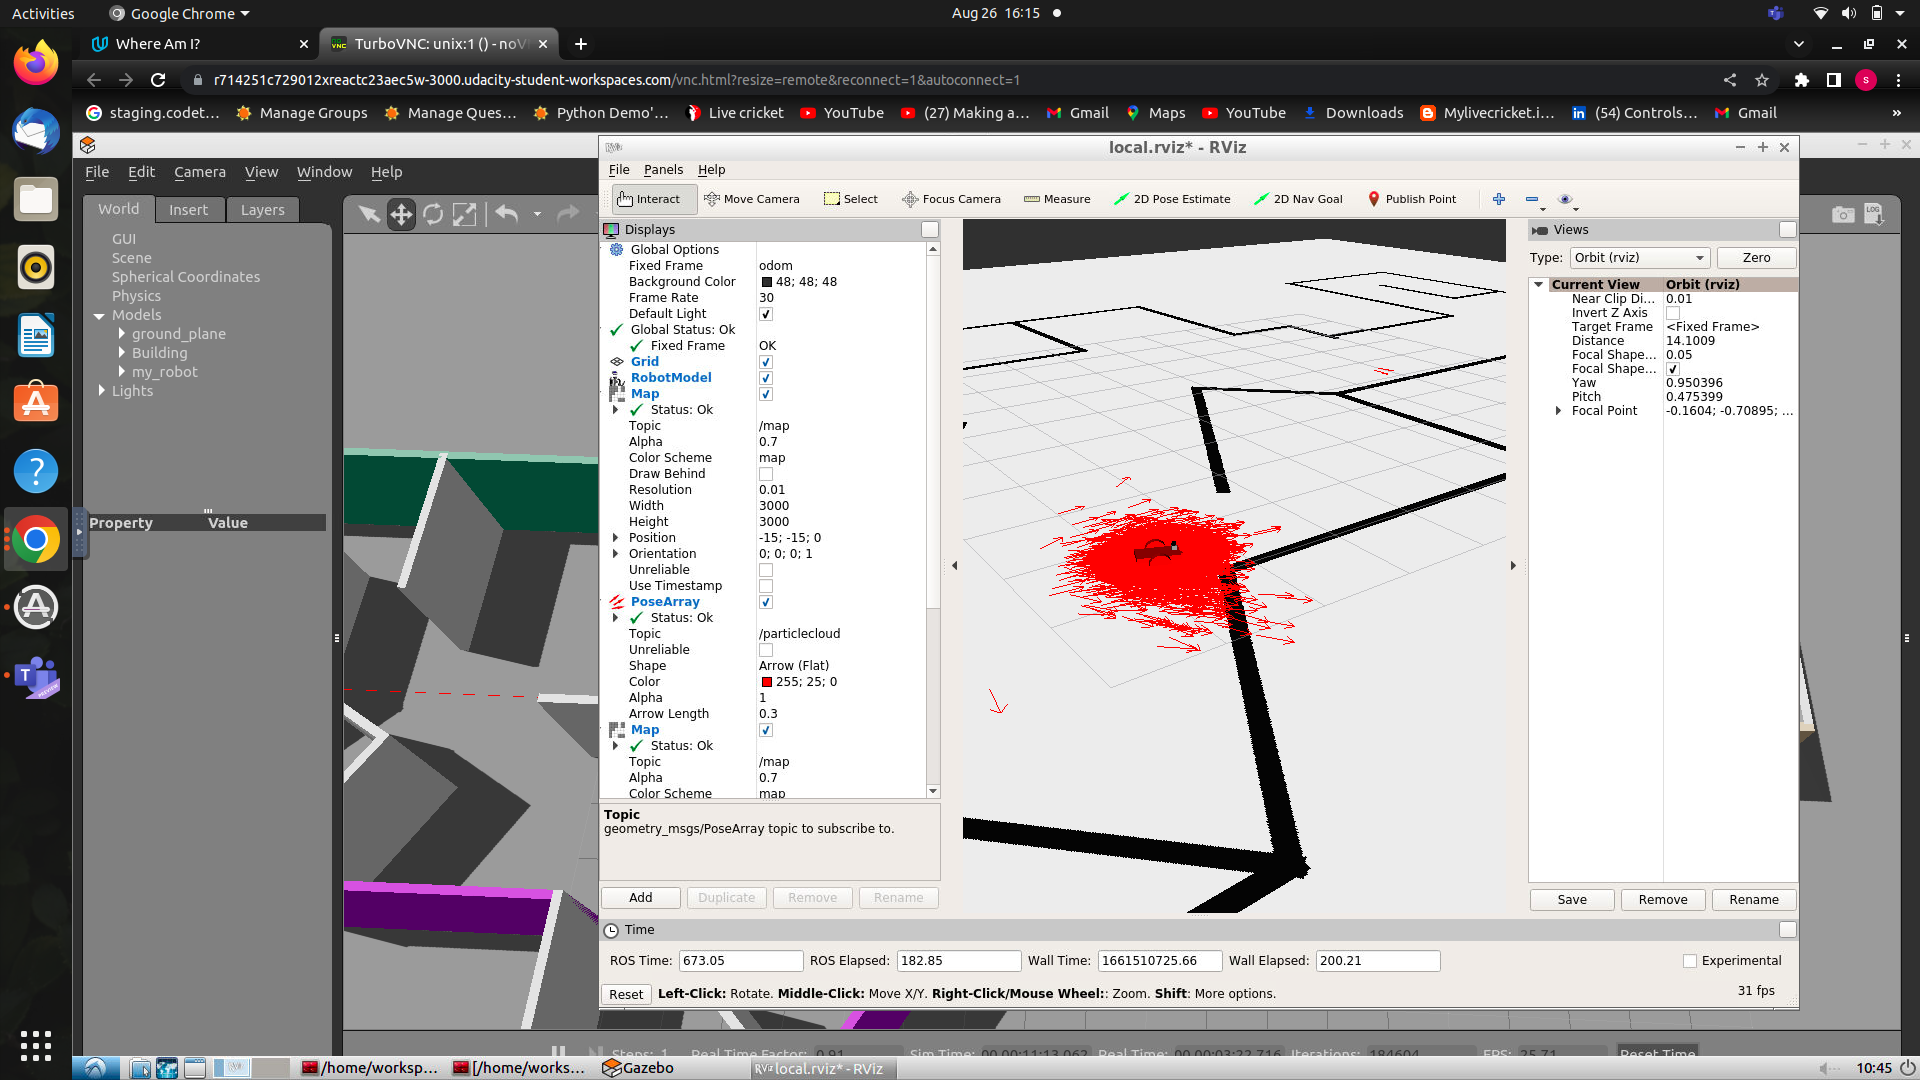 Activities
Google Chrome
Aug 26 16:15
Where Am I?
TurboVNC: unix:1 () - noV
r714251c729012xreactc23aec5w-3000.udacity-student-workspaces.com/vnc.html?resize=remote&reconnect=1&autoconnect=1
S
staging.codet...
Manage Groups
Manage Ques...
Python Demo'...
Live cricket
YouTube
(27) Making a...
Gmail
Maps
YouTube
Downloads
Mylivecricket.i...
(54) Controls...
Gmail
»
local.rviz* - RViz
File Edit Camera View Window Help
File Panels Help
World Insert Layers
Interact
Move Camera
Select
Focus Camera
Measure
2D Pose Estimate
2D Nav Goal
Publish Point
GUI
Scene
Spherical Coordinates
Physics
Models
ground_plane
Building
my_robot
Lights
Property Value
Displays
Global Options
Fixed Frame odom
Background Color 48; 48; 48
Frame Rate 30
Default Light
Global Status: Ok
Fixed Frame OK
Grid
RobotModel
Map
Status: Ok
Topic /map
Alpha 0.7
Color Scheme map
Draw Behind
Resolution 0.01
Width 3000
Height 3000
Position -15; -15; 0
Orientation 0; 0; 0; 1
Unreliable
Use Timestamp
PoseArray
Status: Ok
Topic /particlecloud
Unreliable
Shape Arrow (Flat)
Color 255; 25; 0
Alpha 1
Arrow Length 0.3
Map
Status: Ok
Topic /map
Alpha 0.7
Color Scheme map
Topic
geometry_msgs/PoseArray topic to subscribe to.
Add Duplicate Remove Rename
Views
Type: Orbit (rviz) Zero
Current View Orbit (rviz)
Near Clip Di... 0.01
Invert Z Axis
Target Frame <Fixed Frame>
Distance 14.1009
Focal Shape... 0.05
Focal Shape...
Yaw 0.950396
Pitch 0.475399
Focal Point -0.1604; -0.70895; ...
Save Remove Rename
Time
ROS Time: 673.05 ROS Elapsed: 182.85 Wall Time: 1661510725.66 Wall Elapsed: 200.21 Experimental
Reset Left-Click: Rotate. Middle-Click: Move X/Y. Right-Click/Mouse Wheel:: Zoom. Shift: More options. 31 fps
Steps: 1 Real Time Factor: 0.91 Sim Time: 00 00:11:13.062 Real Time: 00 00:03:22.716 Iterations: 184604 FPS: 25.71 Reset Time
/home/worksp...
[/home/works...
Gazebo
local.rviz* - RViz
10:45